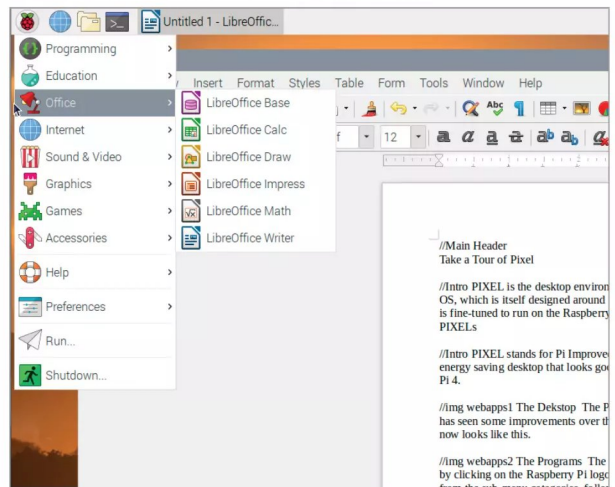 Untitled 1 - LibreOffic...
Programming
Education
Office
Internet
Sound & Video
Graphics
Games
Accessories
Help
Preferences
Run...
Shutdown...
LibreOffice Base
LibreOffice Calc
LibreOffice Draw
LibreOffice Impress
LibreOffice Math
LibreOffice Writer
Insert Format Styles Table Form Tools Window Help
12
//Main Header
Take a Tour of Pixel
//Intro PIXEL is the desktop environ
OS, which is itself designed around
is fine-tuned to run on the Raspberry
PIXELs
//Intro PIXEL stands for Pi Improve
energy saving desktop that looks goo
Pi 4.
//img webapps1 The Dekstop The P
has seen some improvements over th
now looks like this.
//img webapps2 The Programs The
by clicking on the Raspberry Pi logo